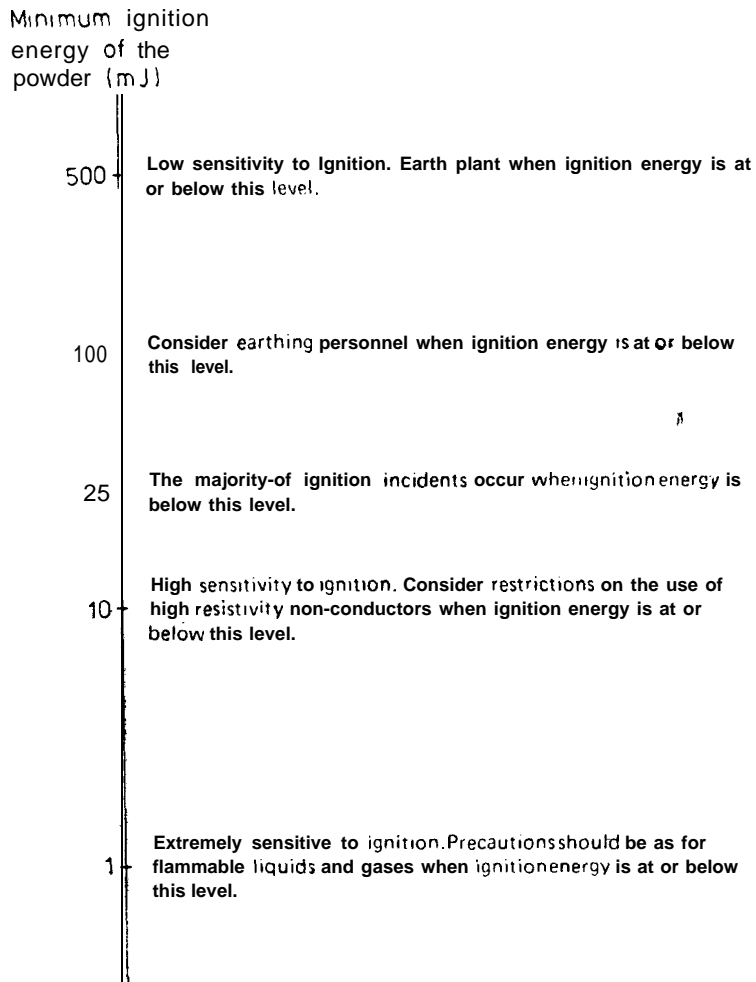 Minimum ignition
energy of the
powder (mJ)
500
Low sensitivity to Ignition. Earth plant when ignition energy is at
or below this level.
100
Consider earthing personnel when ignition energy is at or below
this level.
25
The majority-of ignition incidents occur when ignition energy is
below this level.
10
High sensitivity to ignition. Consider restrictions on the use of
high resistivity non-conductors when ignition energy is at or
below this level.
1
Extremely sensitive to ignition. Precautions should be as for
flammable liquids and gases when ignition energy is at or below
this level.